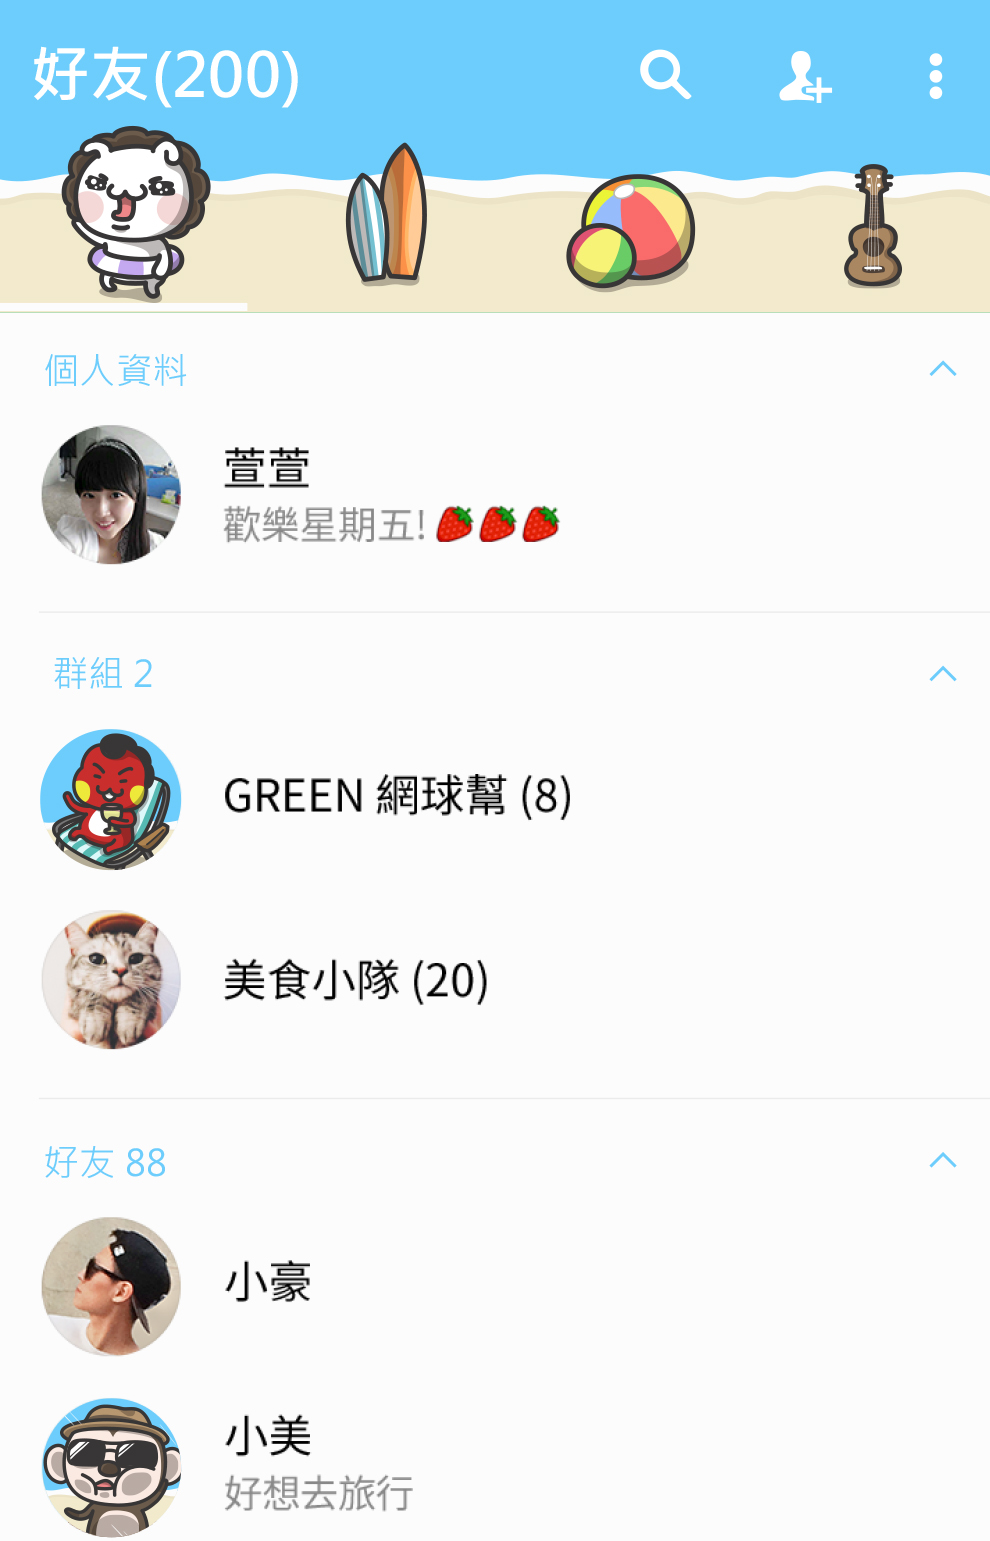 好友(200)
個人資料
萱萱
歡樂星期五!🍓🍓🍓
群組 2
GREEN 網球幫 (8)
美食小隊 (20)
好友 88
小豪
小美
好想去旅行